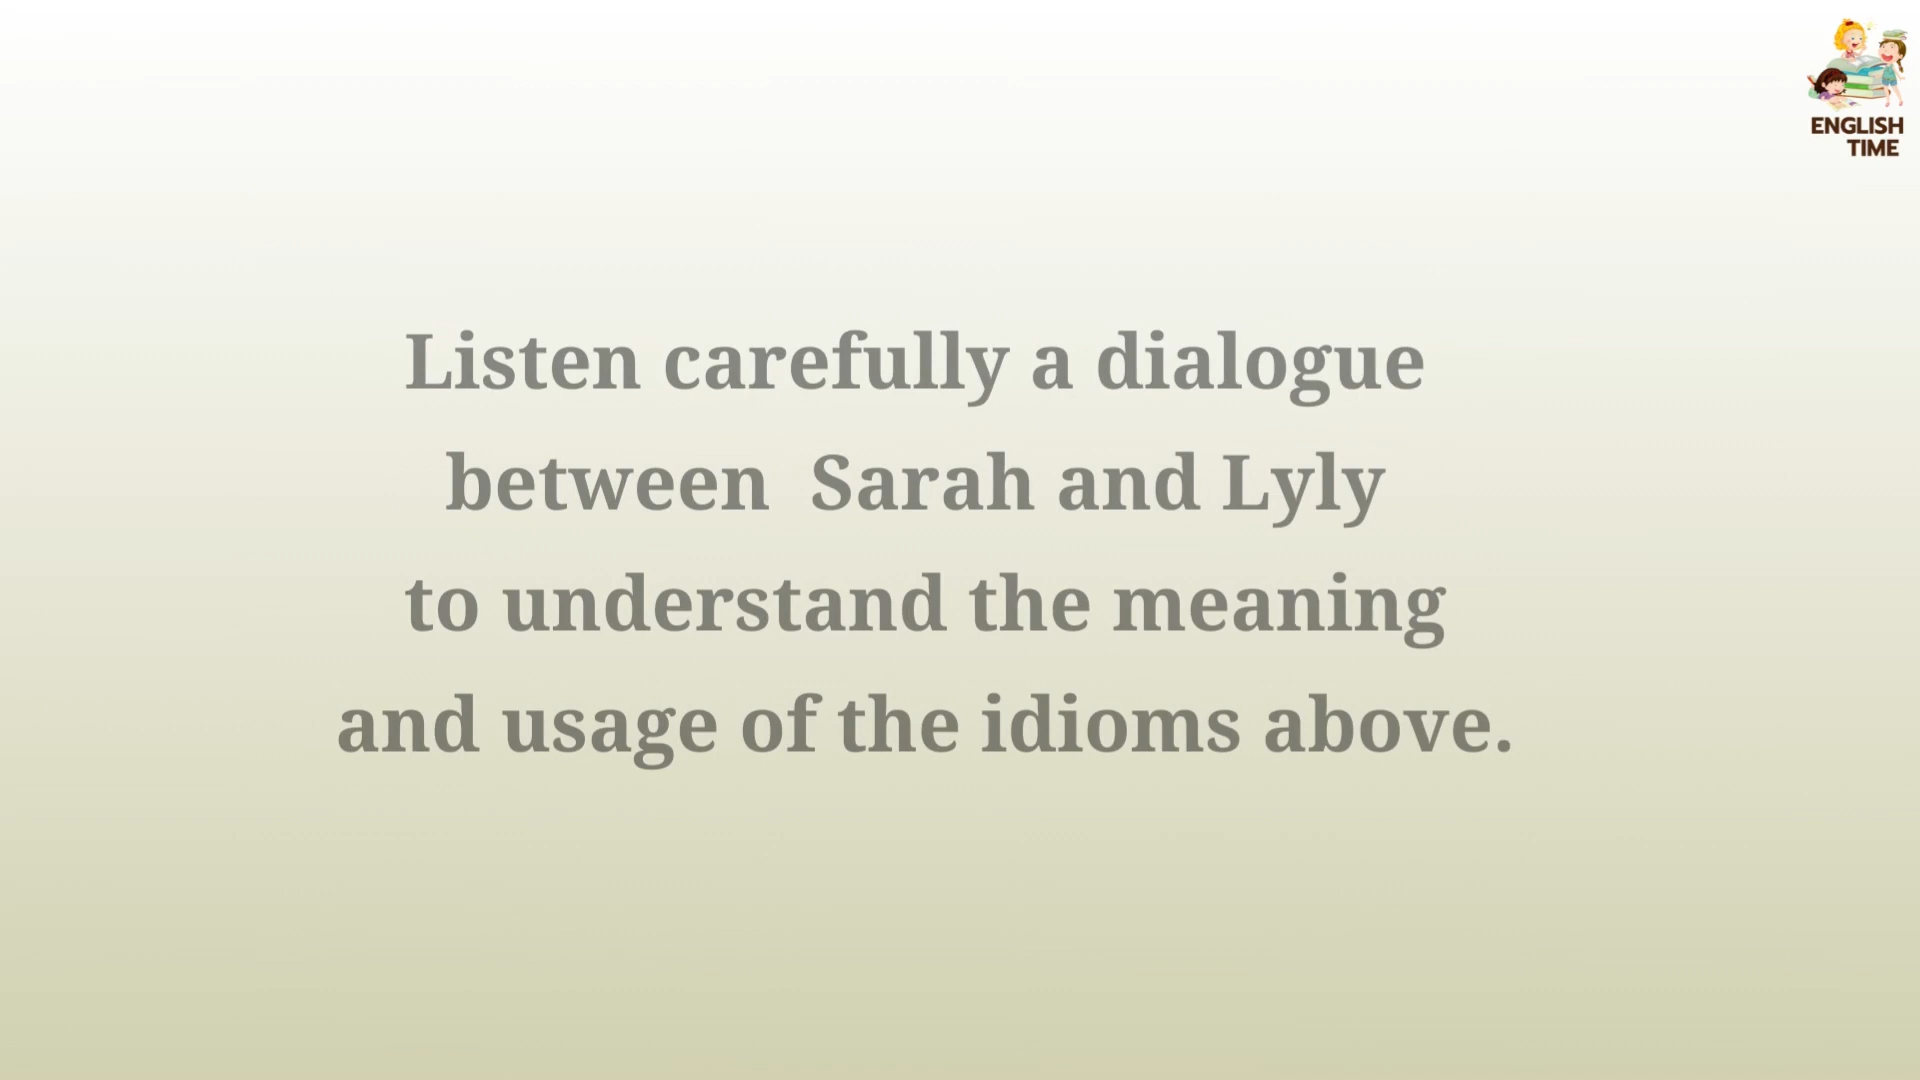 ENGLISH
TIME
Listen carefully a dialogue
between  Sarah and Lyly
to understand the meaning
and usage of the idioms above.